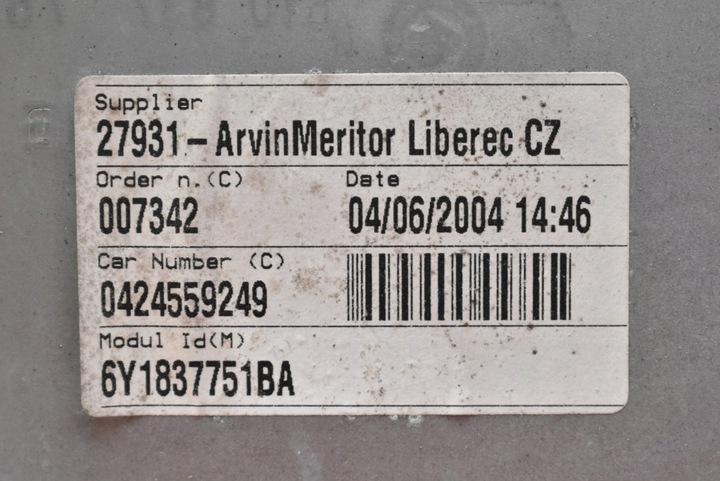 Supplier
27931-ArvinMeritor Liberec CZ
Order n.(C) Date
007342 04/06/2004 14:46
Car Number (C)
0424559249
Modul Id(M)
6Y1837751BA